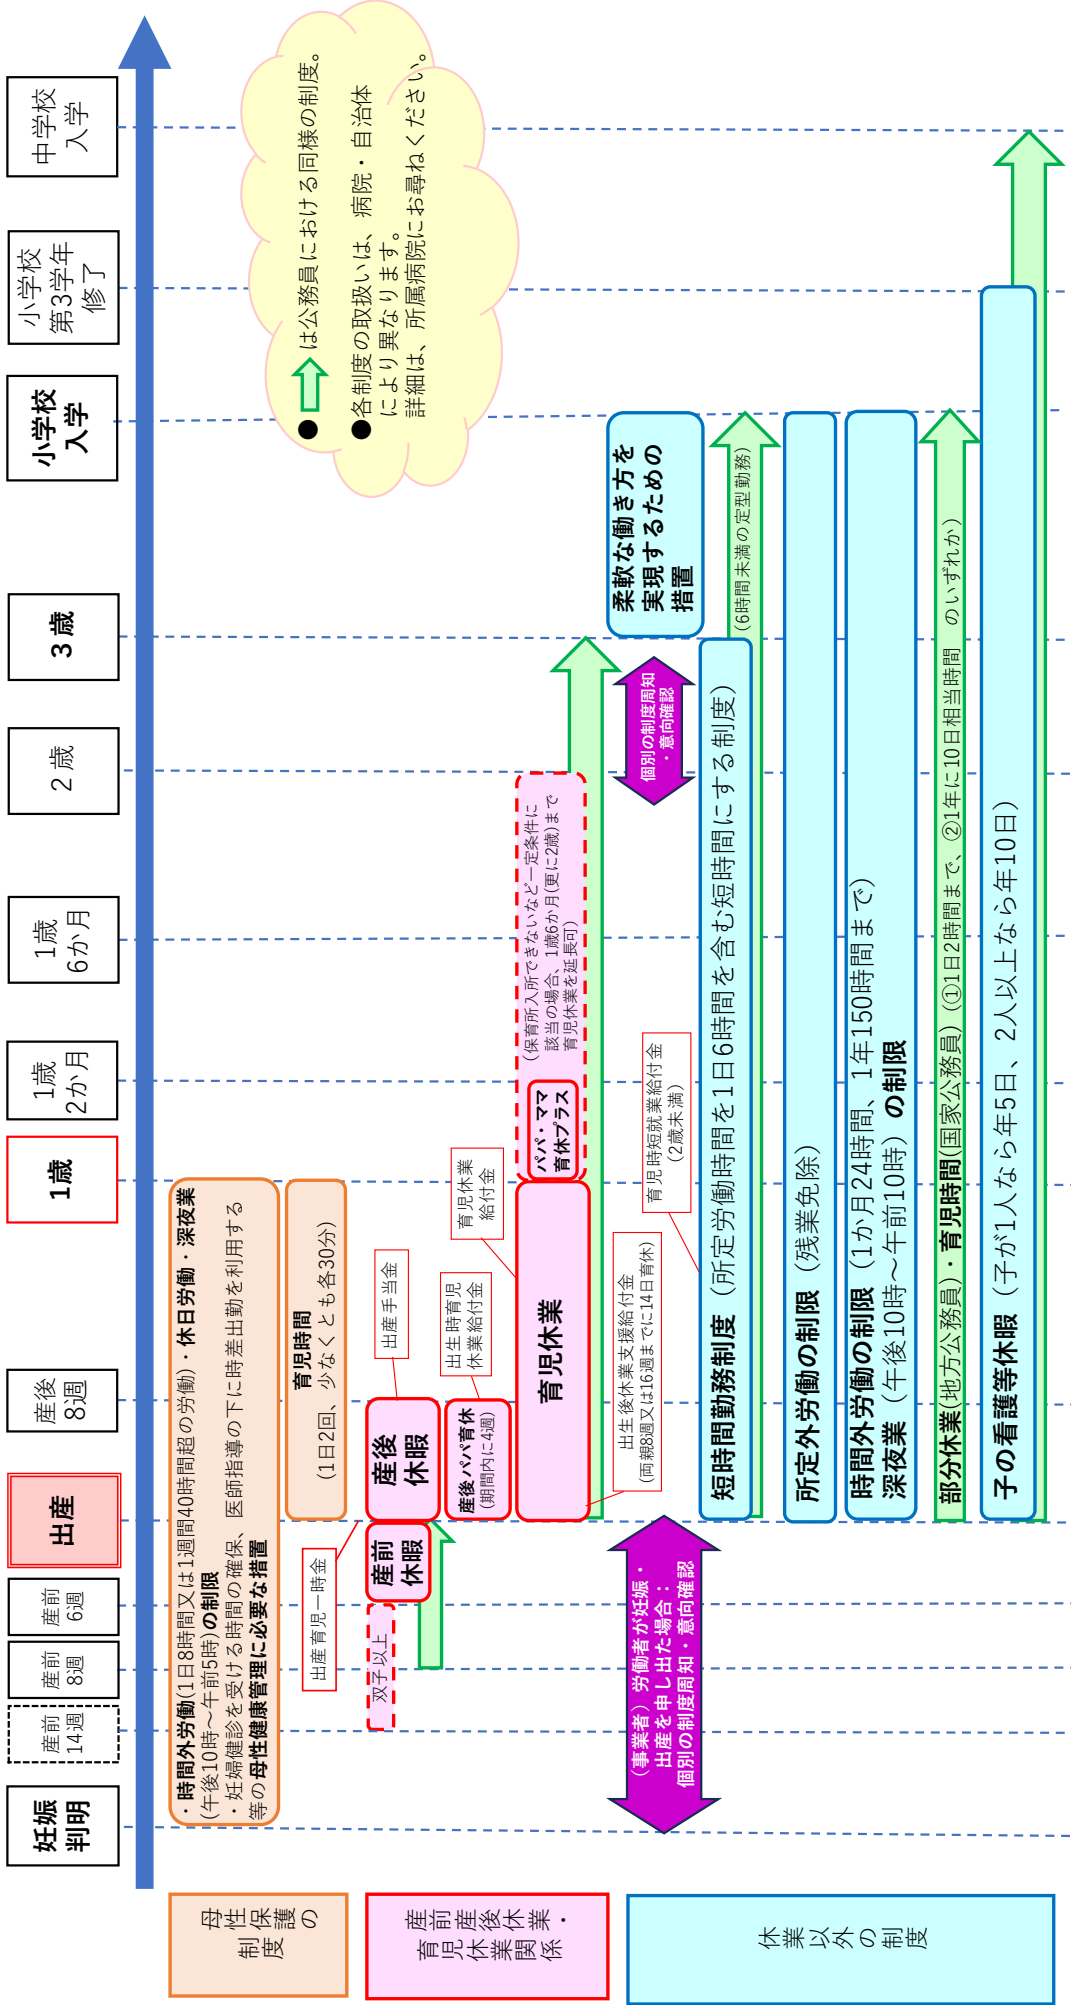 妊娠
判明
産前
14週
産前
8週
産前
6週
出産
産後
8週
1歳
1歳
2か月
1歳
6か月
2歳
3歳
小学校
入学
小学校
第3学年
修了
中学校
入学
母性保護の
制度
・時間外労働(1日8時間又は1週間40時間超の労働)・休日労働・深夜業
(午後10時～午前5時)の制限
・妊婦健診を受ける時間の確保、医師指導の下に時差出勤を利用する
等の母性健康管理に必要な措置
育児時間
(1日2回、少なくとも各30分)
●は公務員における同様の制度。
●各制度の取扱いは、病院・自治体
により異なります。
詳細は、所属病院にお尋ねください。
産前産後休業・
育児休業関
係
出産育児一時金
双子以上
産前
休暇
産後
休暇
出産手当金
産後パパ育休
(期間内に4週)
出生時育児
休業給付金
育児休業
育児休業
給付金
パパ・ママ
育休プラス
(保育所入所できないなど一定条件に
該当の場合、1歳6か月(更に2歳)まで
育児休業を延長可)
出生後休業支援給付金
(両親8週又は16週までに14日育休)
休業以外の制度
(事業者)労働者が妊娠・
出産を申し出た場合：
個別の制度周知・意向確認
個別の制度周知
・意向確認
柔軟な働き方を
実現するための
措置
育児時短就業給付金
(2歳未満)
短時間勤務制度（所定労働時間を1日6時間を含む短時間にする制度）
(6時間未満の定型勤務)
所定外労働の制限（残業免除）
時間外労働の制限（1か月24時間、1年150時間まで）
深夜業（午後10時～午前10時）の制限
部分休業(地方公務員)・育児時間(国家公務員)（①1日2時間まで、②1年に10日相当時間　のいずれか）
子の看護等休暇（子が1人なら年5日、2人以上なら年10日）